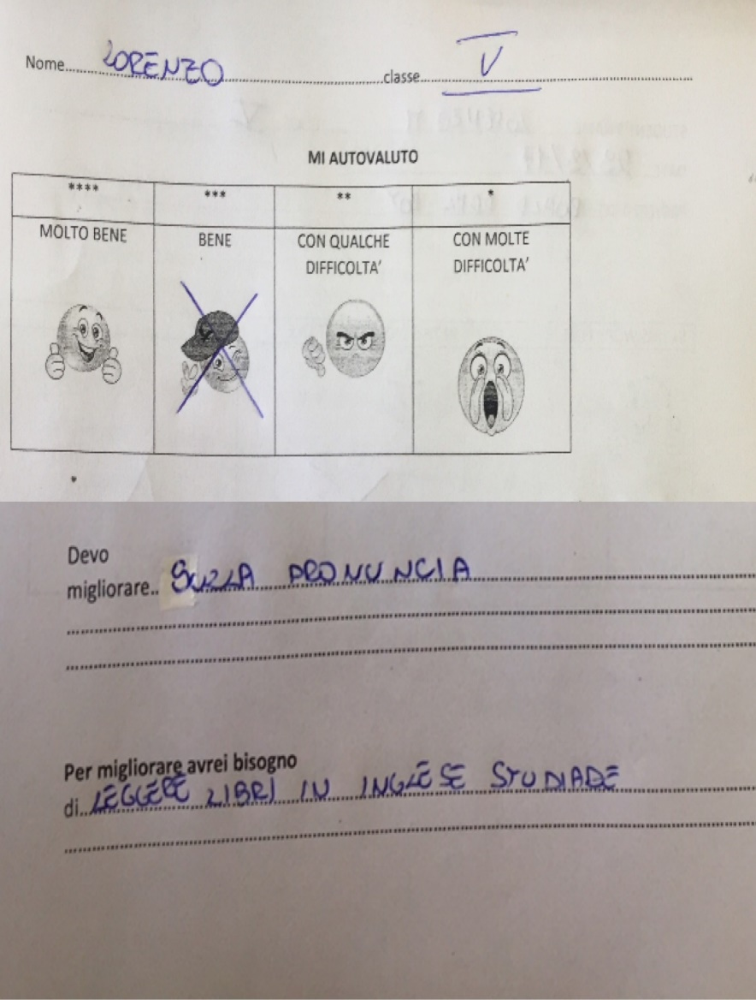 Nome LORENZO classe V
MI AUTOVALUTO
**** *** ** *
MOLTO BENE BENE CON QUALCHE DIFFICOLTA' CON MOLTE DIFFICOLTA'
Devo
migliorare.. SULLA PRONUNCIA
Per migliorare avrei bisogno
di.. LEGGERE LIBRI IN INGLESE STUDIARE